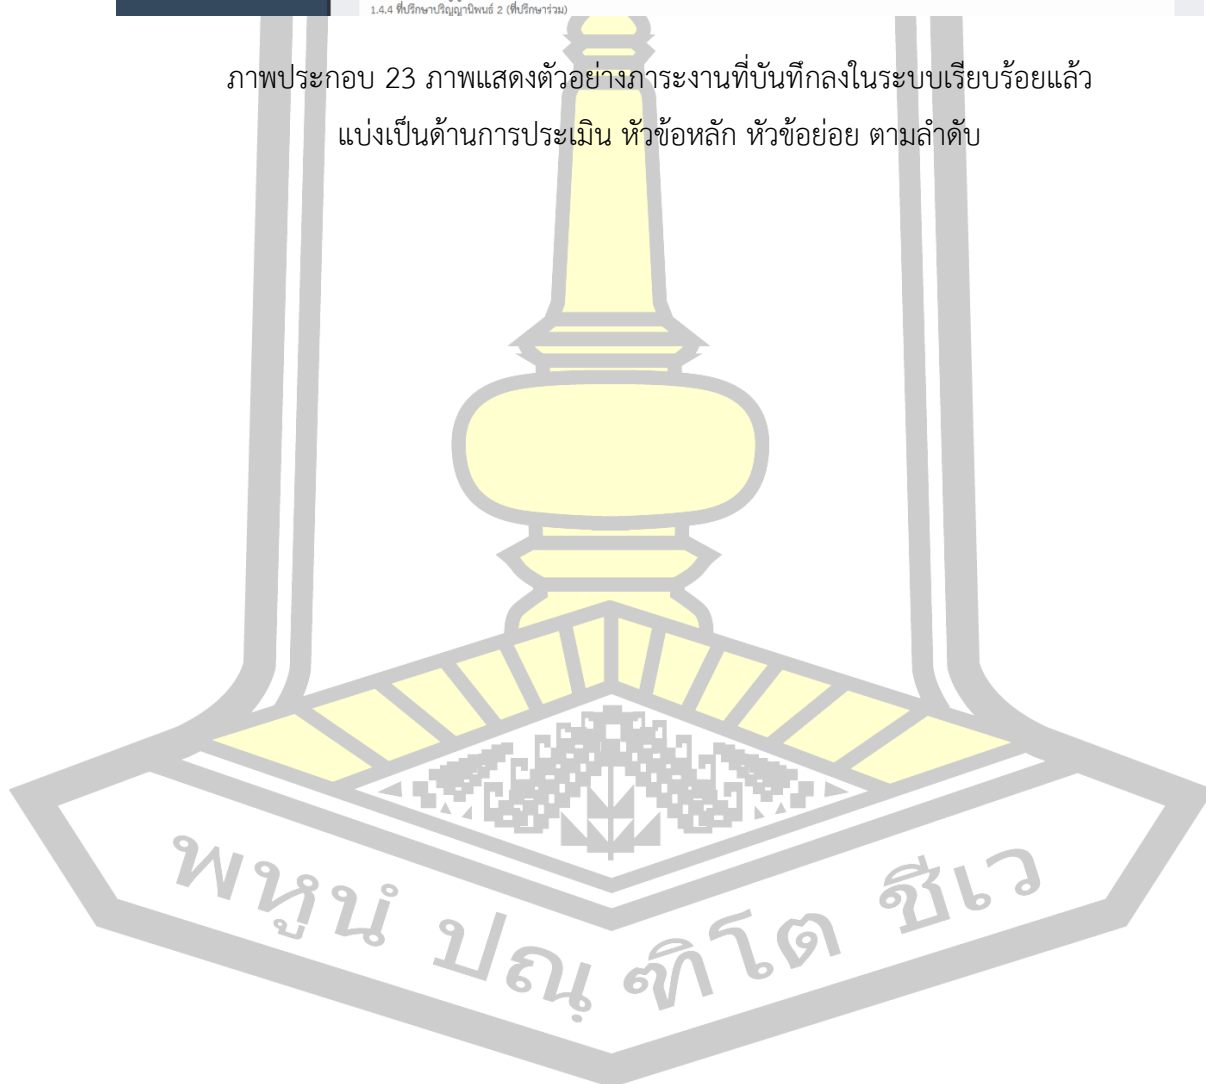 1.4.4 ที่ปรึกษาปริญญานิพนธ์ 2 (ที่ปรึกษาร่วม)
ภาพประกอบ 23 ภาพแสดงตัวอย่างภาระงานที่บันทึกลงในระบบเรียบร้อยแล้ว
แบ่งเป็นด้านการประเมิน หัวข้อหลัก หัวข้อย่อย ตามลำดับ
พหูนํ ปณฺฑิโต ชีเว